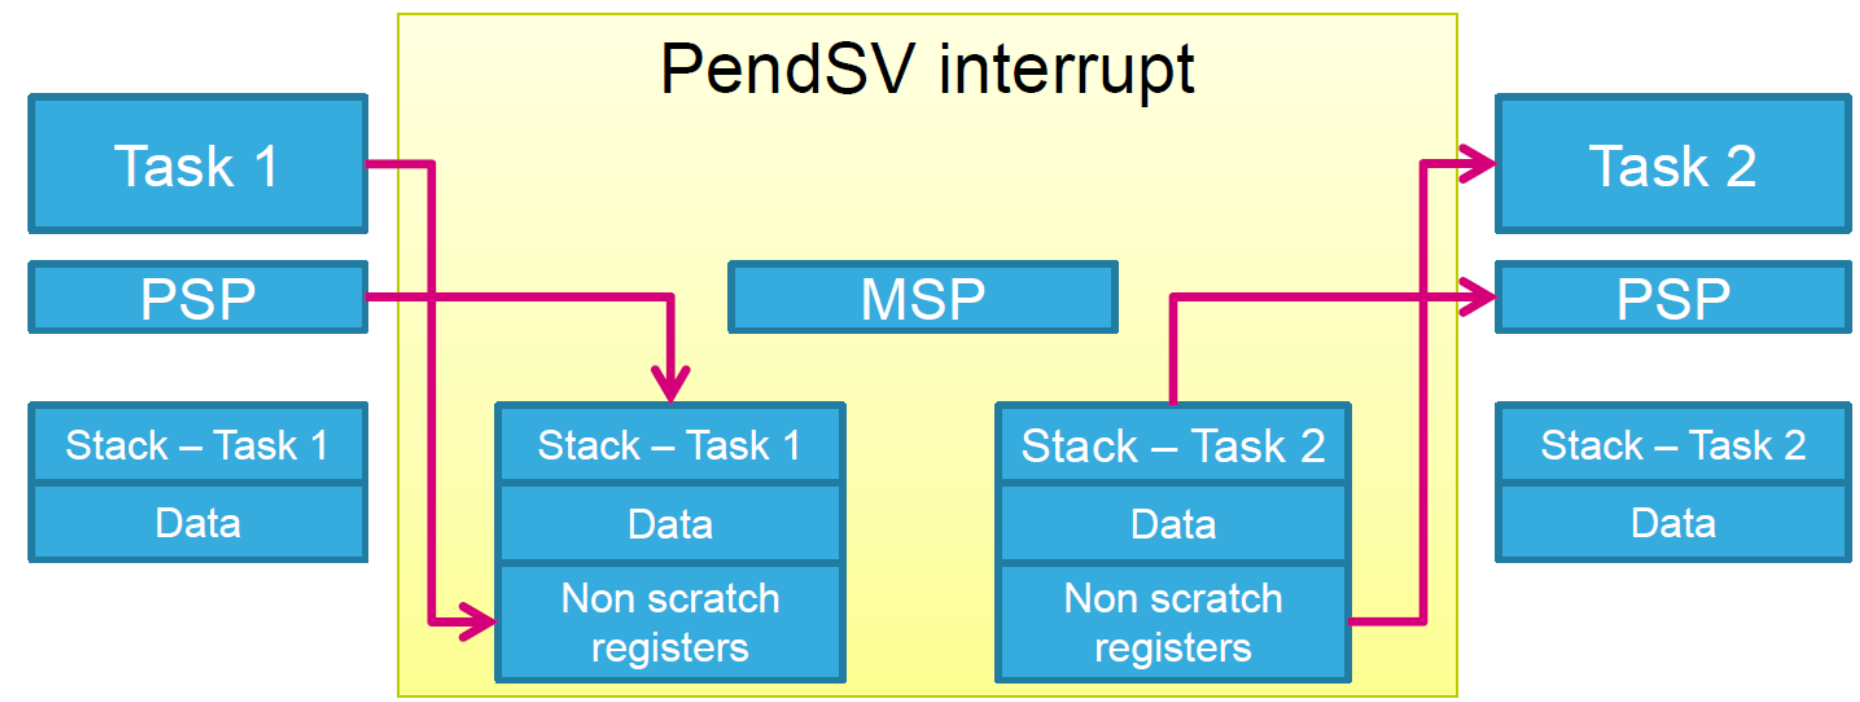 PendSV interrupt
Task 1
Task 2
PSP
MSP
PSP
Stack – Task 1
Stack – Task 1
Stack – Task 2
Stack – Task 2
Data
Data
Data
Data
Non scratch
registers
Non scratch
registers